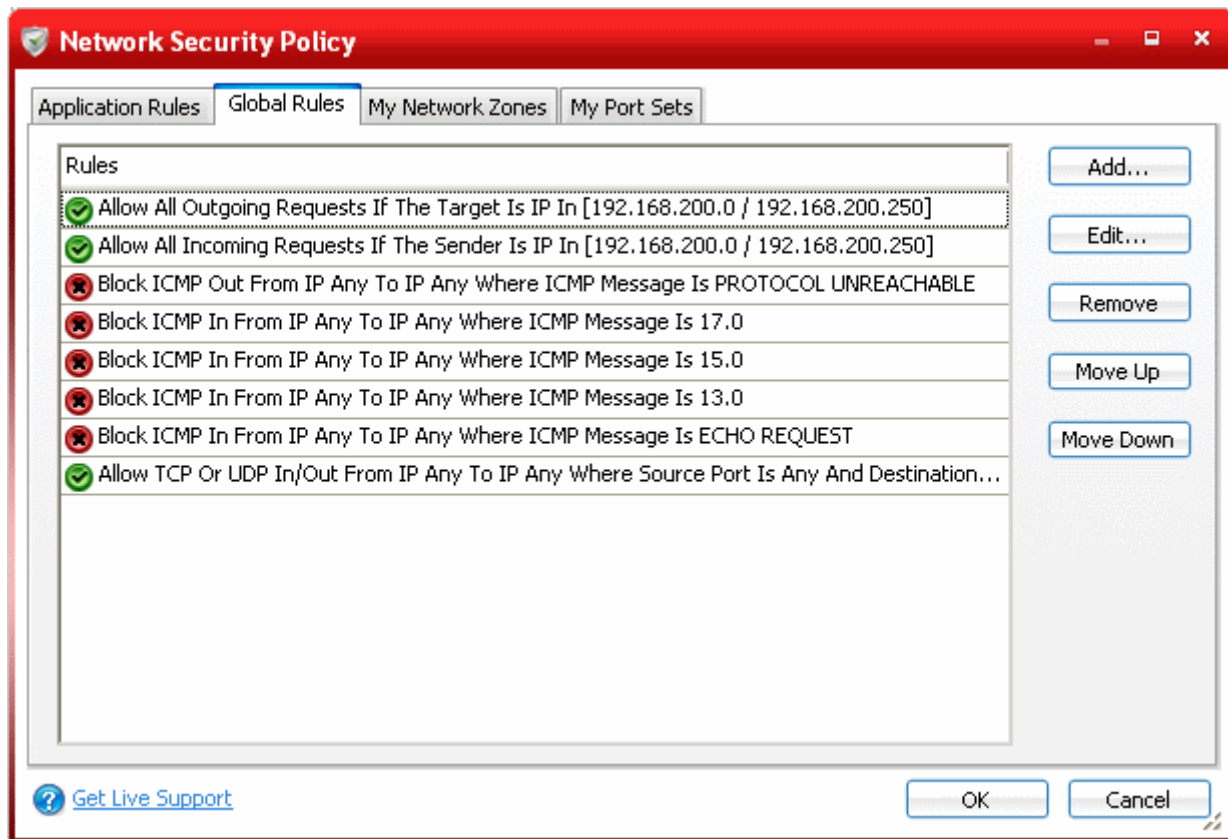 Network Security Policy
Application Rules
Global Rules
My Network Zones
My Port Sets
Rules
Allow All Outgoing Requests If The Target Is IP In [192.168.200.0 / 192.168.200.250]
Allow All Incoming Requests If The Sender Is IP In [192.168.200.0 / 192.168.200.250]
Block ICMP Out From IP Any To IP Any Where ICMP Message Is PROTOCOL UNREACHABLE
Block ICMP In From IP Any To IP Any Where ICMP Message Is 17.0
Block ICMP In From IP Any To IP Any Where ICMP Message Is 15.0
Block ICMP In From IP Any To IP Any Where ICMP Message Is 13.0
Block ICMP In From IP Any To IP Any Where ICMP Message Is ECHO REQUEST
Allow TCP Or UDP In/Out From IP Any To IP Any Where Source Port Is Any And Destination...
Add...
Edit...
Remove
Move Up
Move Down
Get Live Support
OK
Cancel